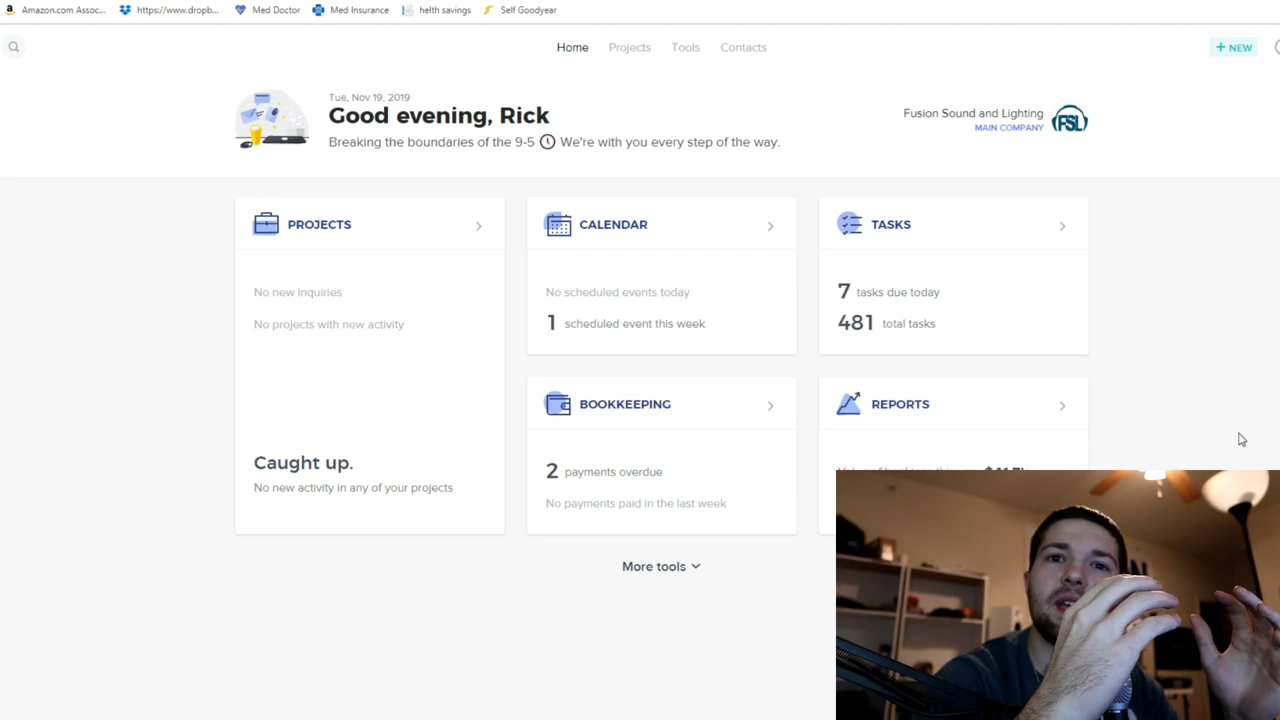 Amazon.com Assoc...
https://www.dropb...
Med Doctor
Med Insurance
helth savings
Self Goodyear
Home
Projects
Tools
Contacts
+ NEW
Tue, Nov 19, 2019
Good evening, Rick
Breaking the boundaries of the 9-5 We're with you every step of the way.
Fusion Sound and Lighting
MAIN COMPANY
FSL
PROJECTS
No new inquiries
No projects with new activity
Caught up.
No new activity in any of your projects
CALENDAR
No scheduled events today
1 scheduled event this week
TASKS
7 tasks due today
481 total tasks
BOOKKEEPING
2 payments overdue
No payments paid in the last week
REPORTS
More tools